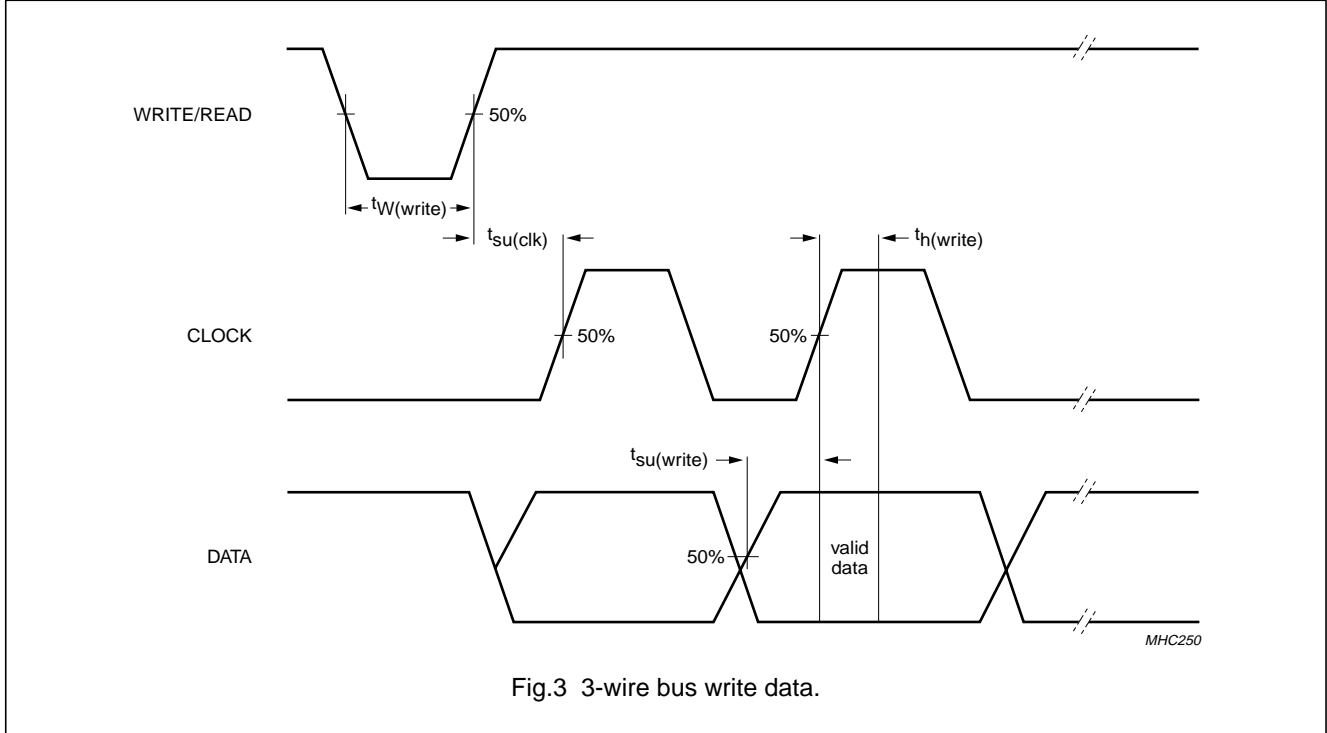 WRITE/READ
50%
tW(write)
tsu(clk)
th(write)
CLOCK
50%
50%
tsu(write)
DATA
50%
valid
data
MHC250
Fig.3 3-wire bus write data.